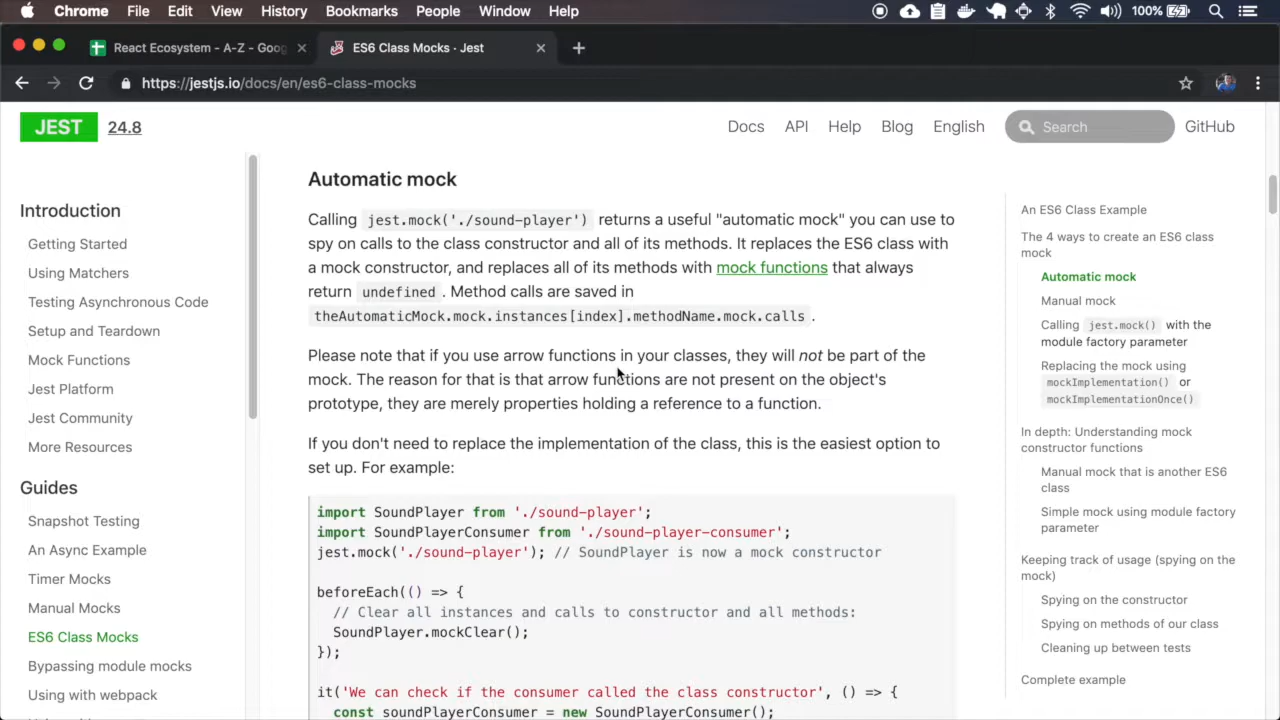 Chrome File Edit View History Bookmarks People Window Help 100%
React Ecosystem - A-Z - Goog ES6 Class Mocks · Jest
https://jestjs.io/docs/en/es6-class-mocks
JEST 24.8 Docs API Help Blog English Search GitHub
Introduction
Getting Started
Using Matchers
Testing Asynchronous Code
Setup and Teardown
Mock Functions
Jest Platform
Jest Community
More Resources
Guides
Snapshot Testing
An Async Example
Timer Mocks
Manual Mocks
ES6 Class Mocks
Bypassing module mocks
Using with webpack
Automatic mock
Calling jest.mock('./sound-player') returns a useful "automatic mock" you can use to
spy on calls to the class constructor and all of its methods. It replaces the ES6 class with
a mock constructor, and replaces all of its methods with mock functions that always
return undefined . Method calls are saved in
theAutomaticMock.mock.instances[index].methodName.mock.calls .
Please note that if you use arrow functions in your classes, they will not be part of the
mock. The reason for that is that arrow functions are not present on the object's
prototype, they are merely properties holding a reference to a function.
If you don't need to replace the implementation of the class, this is the easiest option to
set up. For example:
import SoundPlayer from './sound-player';
import SoundPlayerConsumer from './sound-player-consumer';
jest.mock('./sound-player'); // SoundPlayer is now a mock constructor
beforeEach(() => {
// Clear all instances and calls to constructor and all methods:
SoundPlayer.mockClear();
});
it('We can check if the consumer called the class constructor', () => {
const soundPlayerConsumer = new SoundPlayerConsumer();
An ES6 Class Example
The 4 ways to create an ES6 class
mock
Automatic mock
Manual mock
Calling jest.mock() with the
module factory parameter
Replacing the mock using
mockImplementation() or
mockImplementationOnce()
In depth: Understanding mock
constructor functions
Manual mock that is another ES6
class
Simple mock using module factory
parameter
Keeping track of usage (spying on the
mock)
Spying on the constructor
Spying on methods of our class
Cleaning up between tests
Complete example